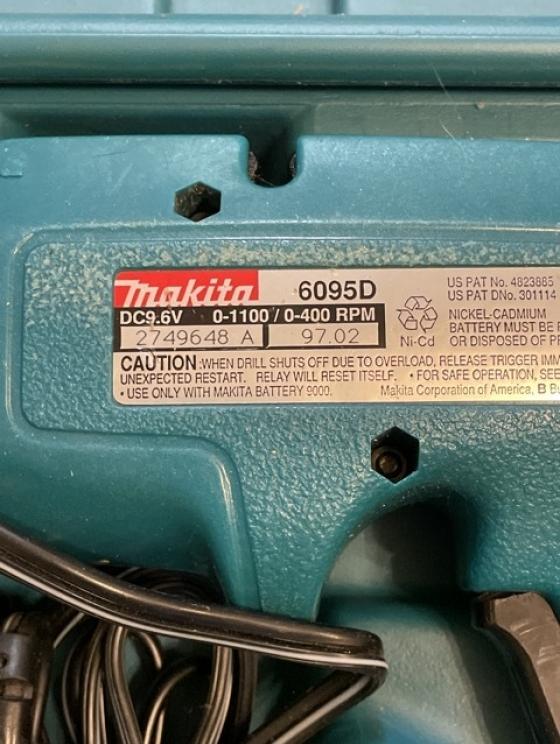 Makita 6095D
DC9.6V 0-1100 / 0-400 RPM
2749648 A 97.02
US PAT No. 4823885
US PAT DNo. 301114
Ni-Cd
NICKEL-CADMIUM
BATTERY MUST BE
OR DISPOSED OF
CAUTION :WHEN DRILL SHUTS OFF DUE TO OVERLOAD, RELEASE TRIGGER
UNEXPECTED RESTART. RELAY WILL RESET ITSELF. • FOR SAFE OPERATION, SEE
• USE ONLY WITH MAKITA BATTERY 9000. Makita Corporation of America, B